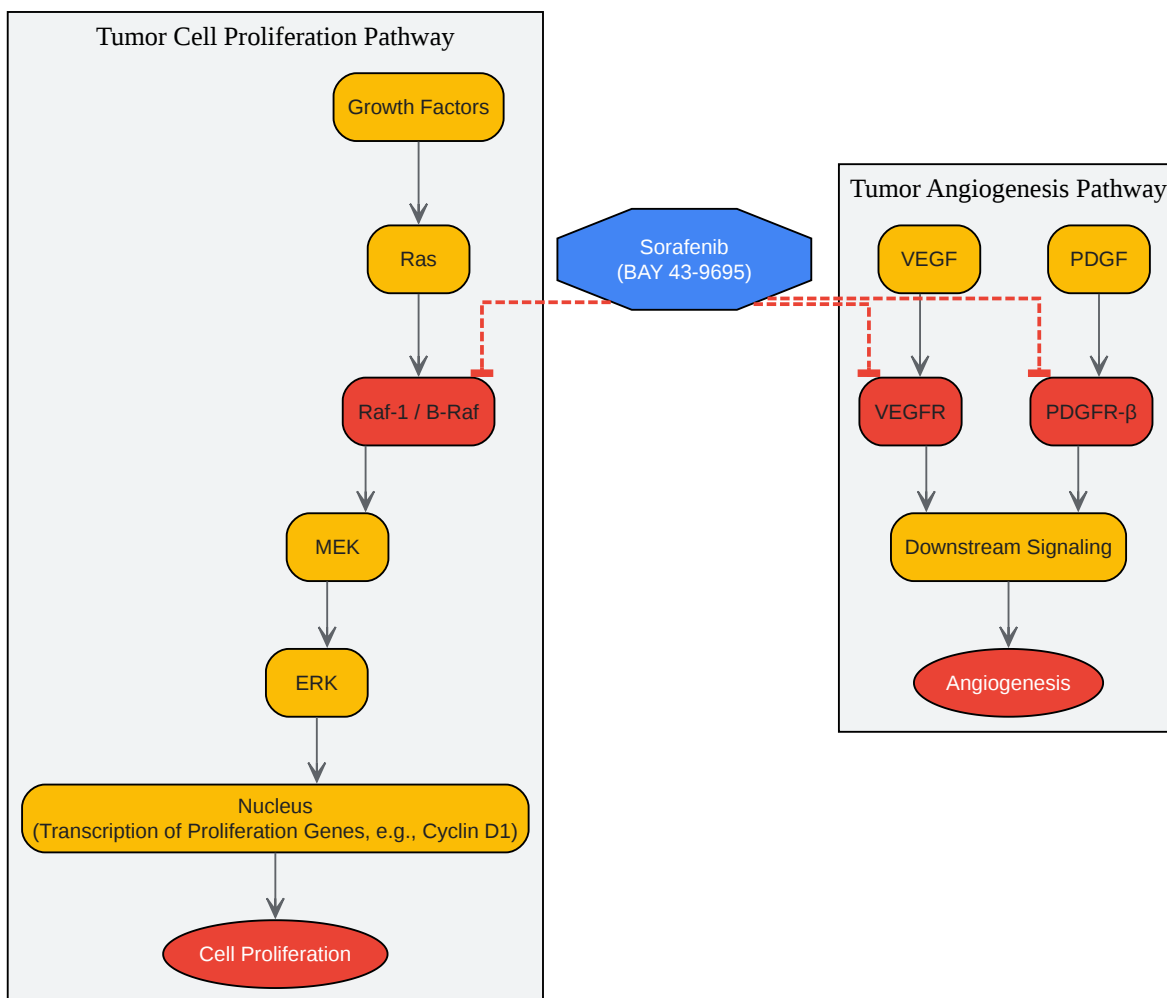 Tumor Cell Proliferation Pathway
Growth Factors
Ras
Raf-1 / B-Raf
MEK
ERK
Nucleus
(Transcription of Proliferation Genes, e.g., Cyclin D1)
Cell Proliferation
Sorafenib
(BAY 43-9695)
Tumor Angiogenesis Pathway
VEGF
PDGF
VEGFR
PDGFR-β
Downstream Signaling
Angiogenesis